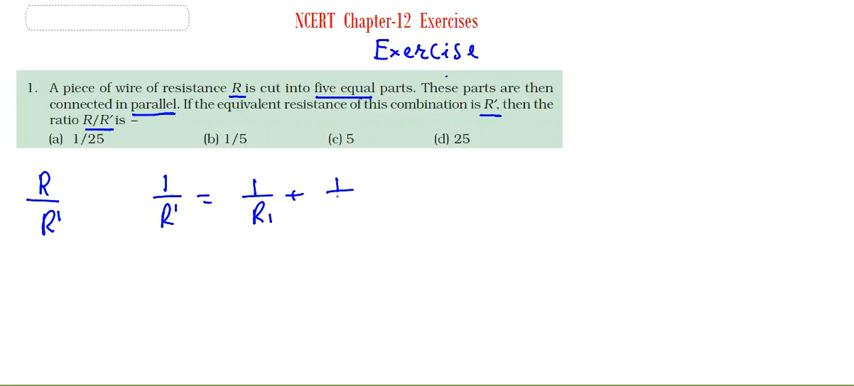 NCERT Chapter-12 Exercises
Exercise
1. A piece of wire of resistance R is cut into five equal parts. These parts are then
connected in parallel. If the equivalent resistance of this combination is R′, then the
ratio R/R′ is –
(a) 1/25 (b) 1/5 (c) 5 (d) 25
R/R' 1/R' = 1/R₁ + 1/